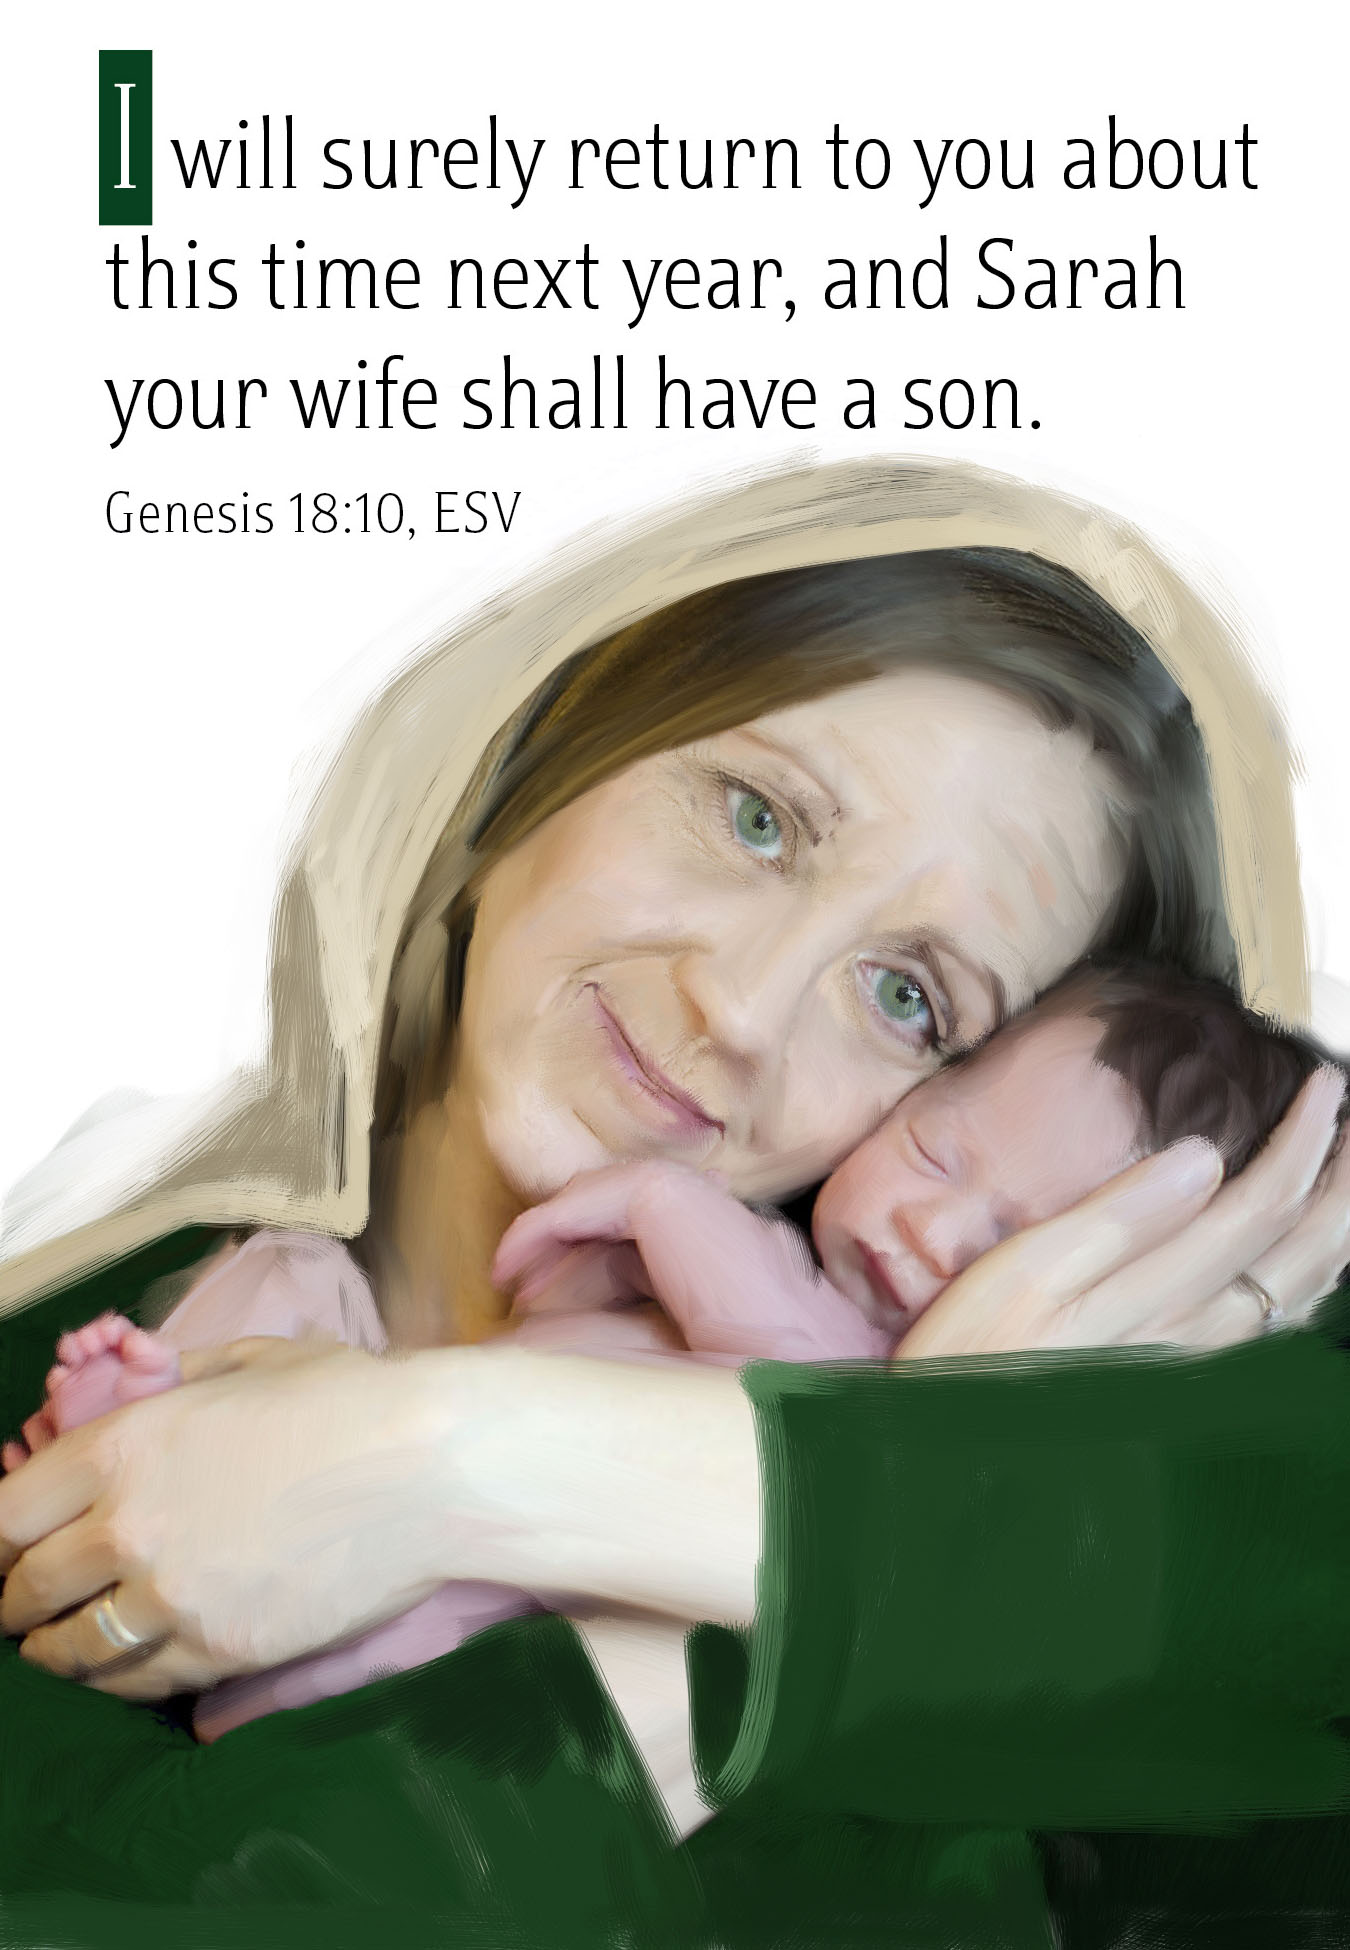 I will surely return to you about
this time next year, and Sarah
your wife shall have a son.
Genesis 18:10, ESV